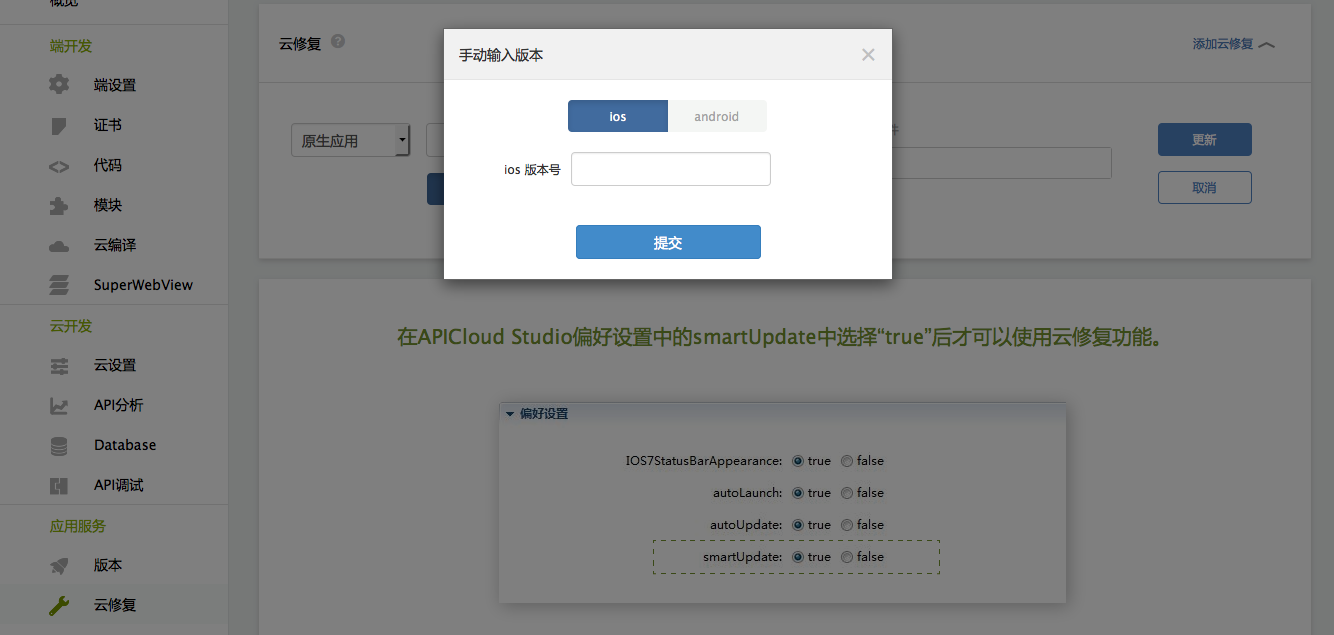 概览
端开发
端设置
证书
代码
模块
云编译
SuperWebView
云开发
云设置
API分析
Database
API调试
应用服务
版本
云修复
云修复 ?
添加云修复
原生应用
件
更新
取消
手动输入版本
ios
android
ios 版本号
提交
在APICloud Studio偏好设置中的smartUpdate中选择“true”后才可以使用云修复功能。
偏好设置
IOS7StatusBarAppearance: true false
autoLaunch: true false
autoUpdate: true false
smartUpdate: true false